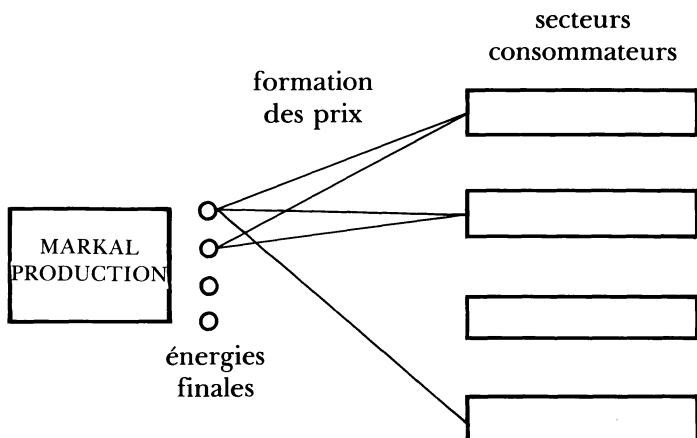 secteurs
consommateurs
formation
des prix
MARKAL
PRODUCTION
énergies
finales